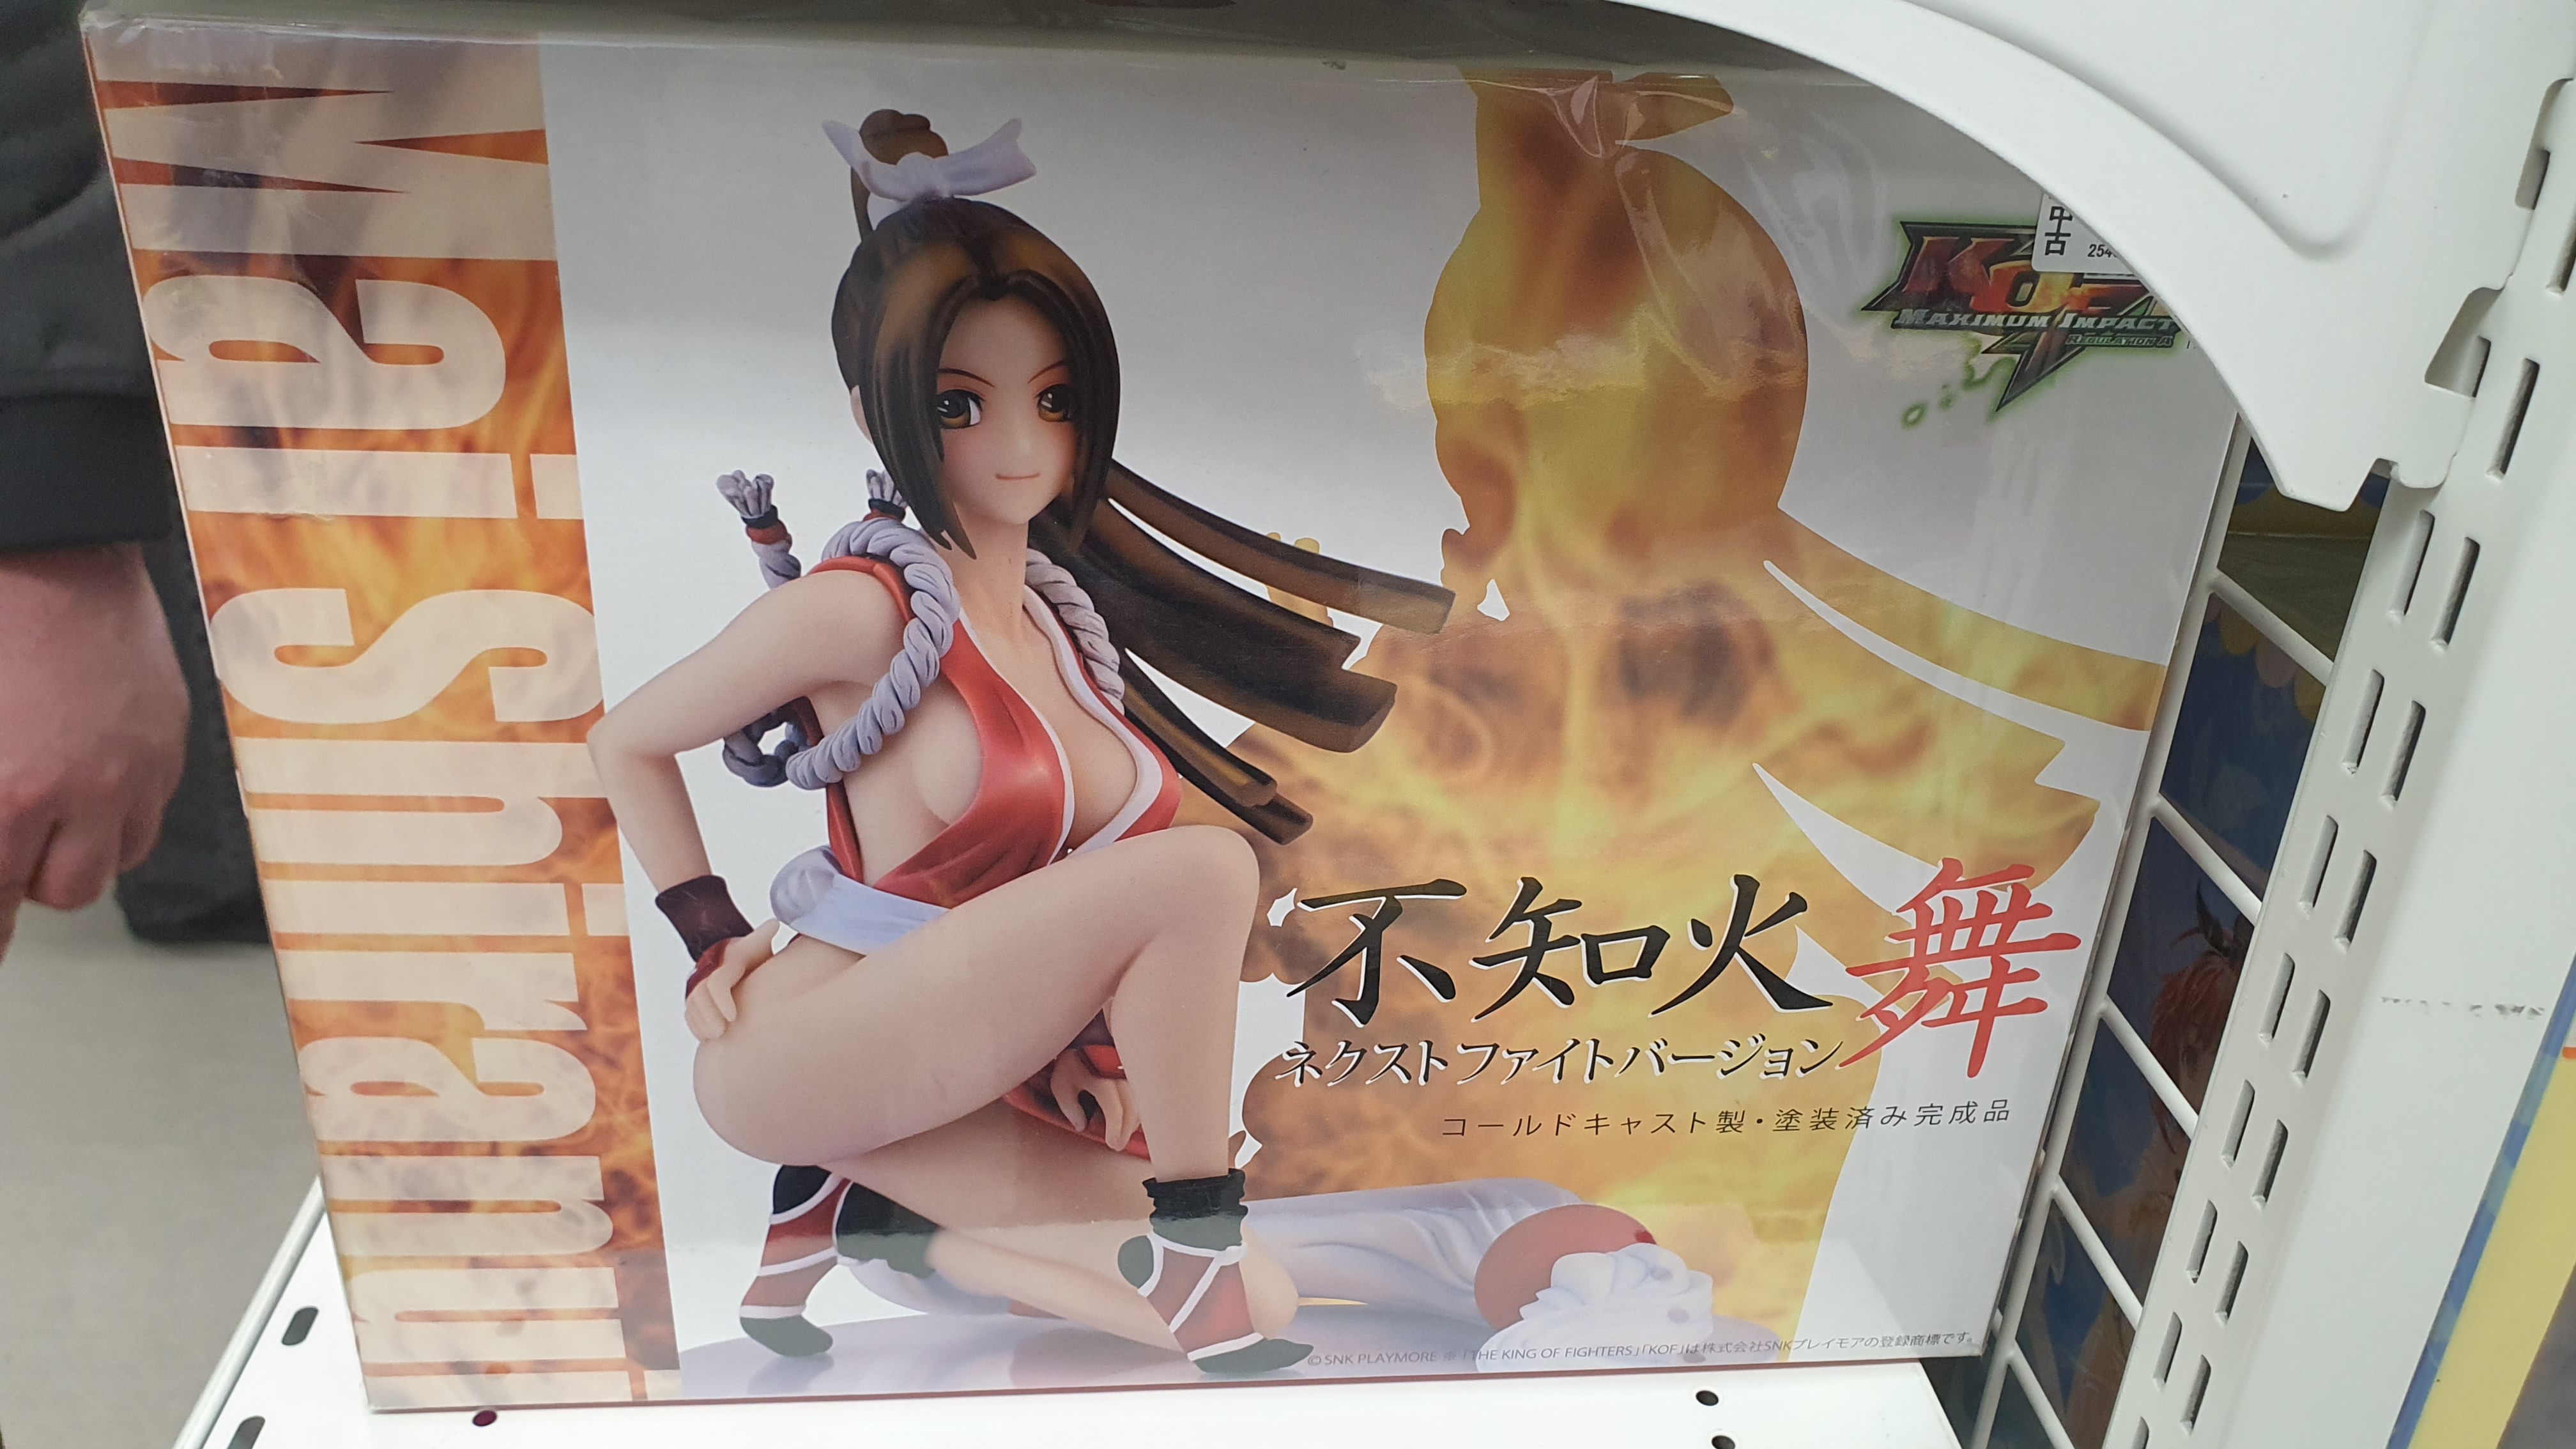 Mai Shiranui
KOF
MAXIMUM IMPACT
REGULATION A
中古
不知火 舞
ネクストファイトバージョン
コールドキャスト製・塗装済み完成品
© SNK PLAYMORE ※「THE KING OF FIGHTERS」「KOF」は株式会社SNKプレイモアの登録商標です。